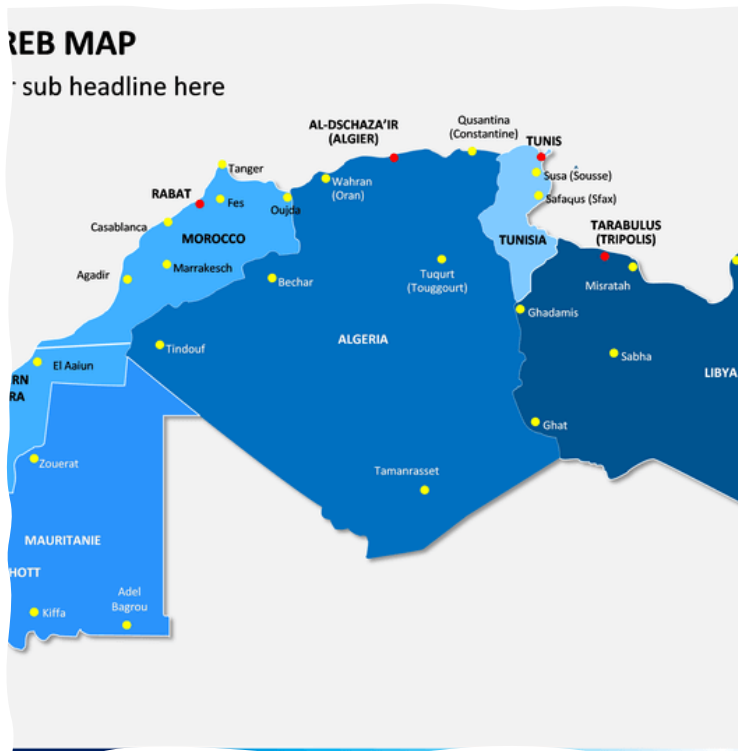 REB MAP
r sub headline here
AL-DSCHAZA'IR
(ALGIER)
Qusantina
(Constantine)
TUNIS
Tanger
Wahran
(Oran)
Susa (Sousse)
RABAT
Fes
Oujda
Safaqus (Sfax)
Casablanca
MOROCCO
TUNISIA
TARABULUS
(TRIPOLIS)
Agadir
Marrakesch
Bechar
Tuqurt
(Touggourt)
Misratah
Ghadamis
Tindouf
ALGERIA
Sabha
El Aaiun
LIBYA
RN
RA
Ghat
Zouerat
Tamanrasset
MAURITANIE
HOTT
Adel
Bagrou
Kiffa